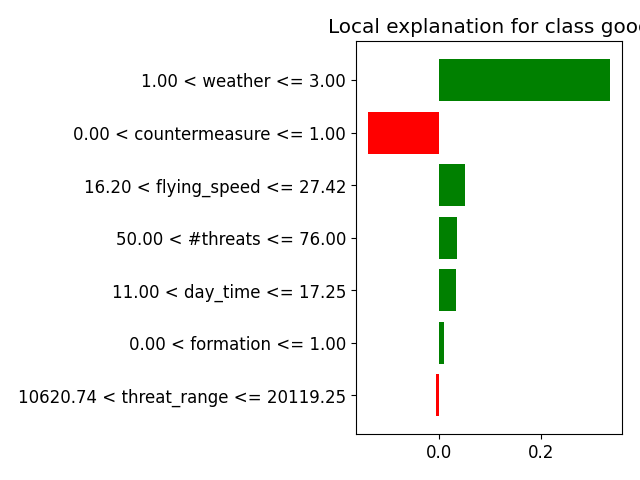 Local explanation for class goo
1.00 < weather <= 3.00
0.00 < countermeasure <= 1.00
16.20 < flying_speed <= 27.42
50.00 < #threats <= 76.00
11.00 < day_time <= 17.25
0.00 < formation <= 1.00
10620.74 < threat_range <= 20119.25
0.0 0.2